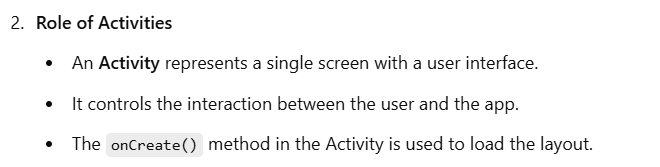 2. Role of Activities
• An Activity represents a single screen with a user interface.
• It controls the interaction between the user and the app.
• The onCreate() method in the Activity is used to load the layout.